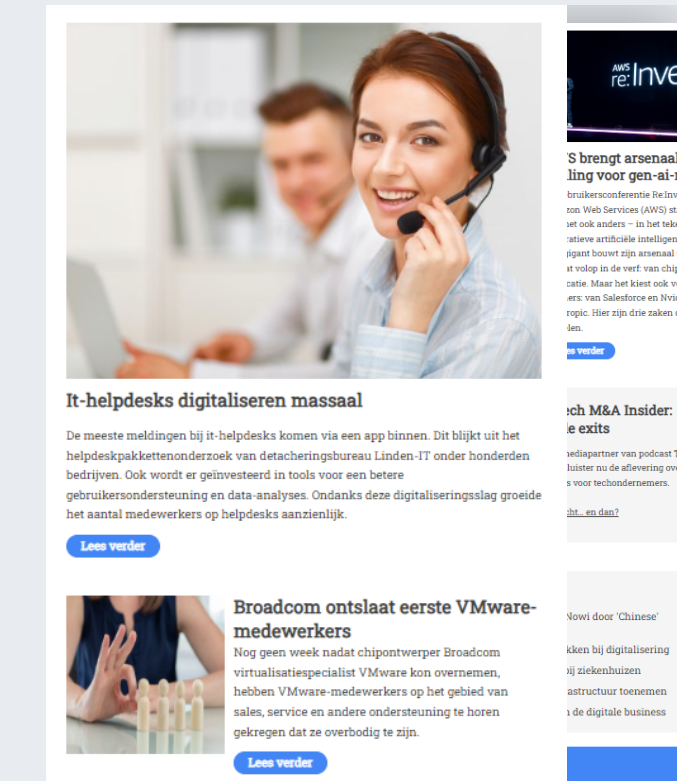 It-helpdesks digitaliseren massaal
De meeste meldingen bij it-helpdesks komen via een app binnen. Dit blijkt uit het
helpdeskpakkettenonderzoek van detacheringsbureau Linden-IT onder honderden
bedrijven. Ook wordt er geïnvesteerd in tools voor een betere
gebruikersondersteuning en data-analyses. Ondanks deze digitaliseringsslag groeide
het aantal medewerkers op helpdesks aanzienlijk.
Lees verder
Broadcom ontslaat eerste VMware-
medewerkers
Nog geen week nadat chipontwerper Broadcom
virtualisatiespecialist VMware kon overnemen,
hebben VMware-medewerkers op het gebied van
sales, service en andere ondersteuning te horen
gekregen dat ze overbodig te zijn.
Lees verder
AWS
re:Inve
S brengt arsenaal
ling voor gen-ai-
bruikersconferentie Re:Inv
zon Web Services (AWS) st
et ook anders – in het teke
ratieve artificiële intelligen
gigant bouwt zijn arsenaal
at volop in de verf: van chip
catie. Maar het kiest ook v
ers: van Salesforce en Nvi
ropic. Hier zijn drie zaken
len.
es verder
ech M&A Insider:
e exits
mediapartner van podcast
luister nu de aflevering ov
s voor techondernemers.
cht... en dan?
Nowi door 'Chinese'
kken bij digitalisering
bij ziekenhuizen
astructuur toenemen
n de digitale business